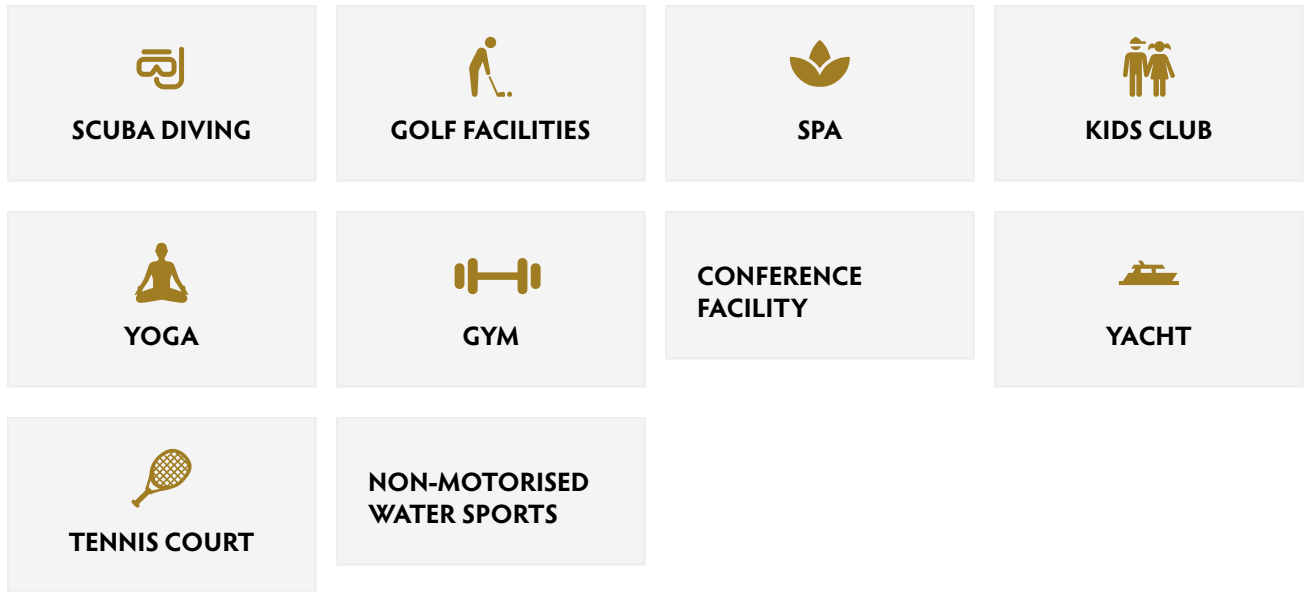 SCUBA DIVING
GOLF FACILITIES
SPA
KIDS CLUB
YOGA
GYM
CONFERENCE
FACILITY
YACHT
TENNIS COURT
NON-MOTORISED
WATER SPORTS